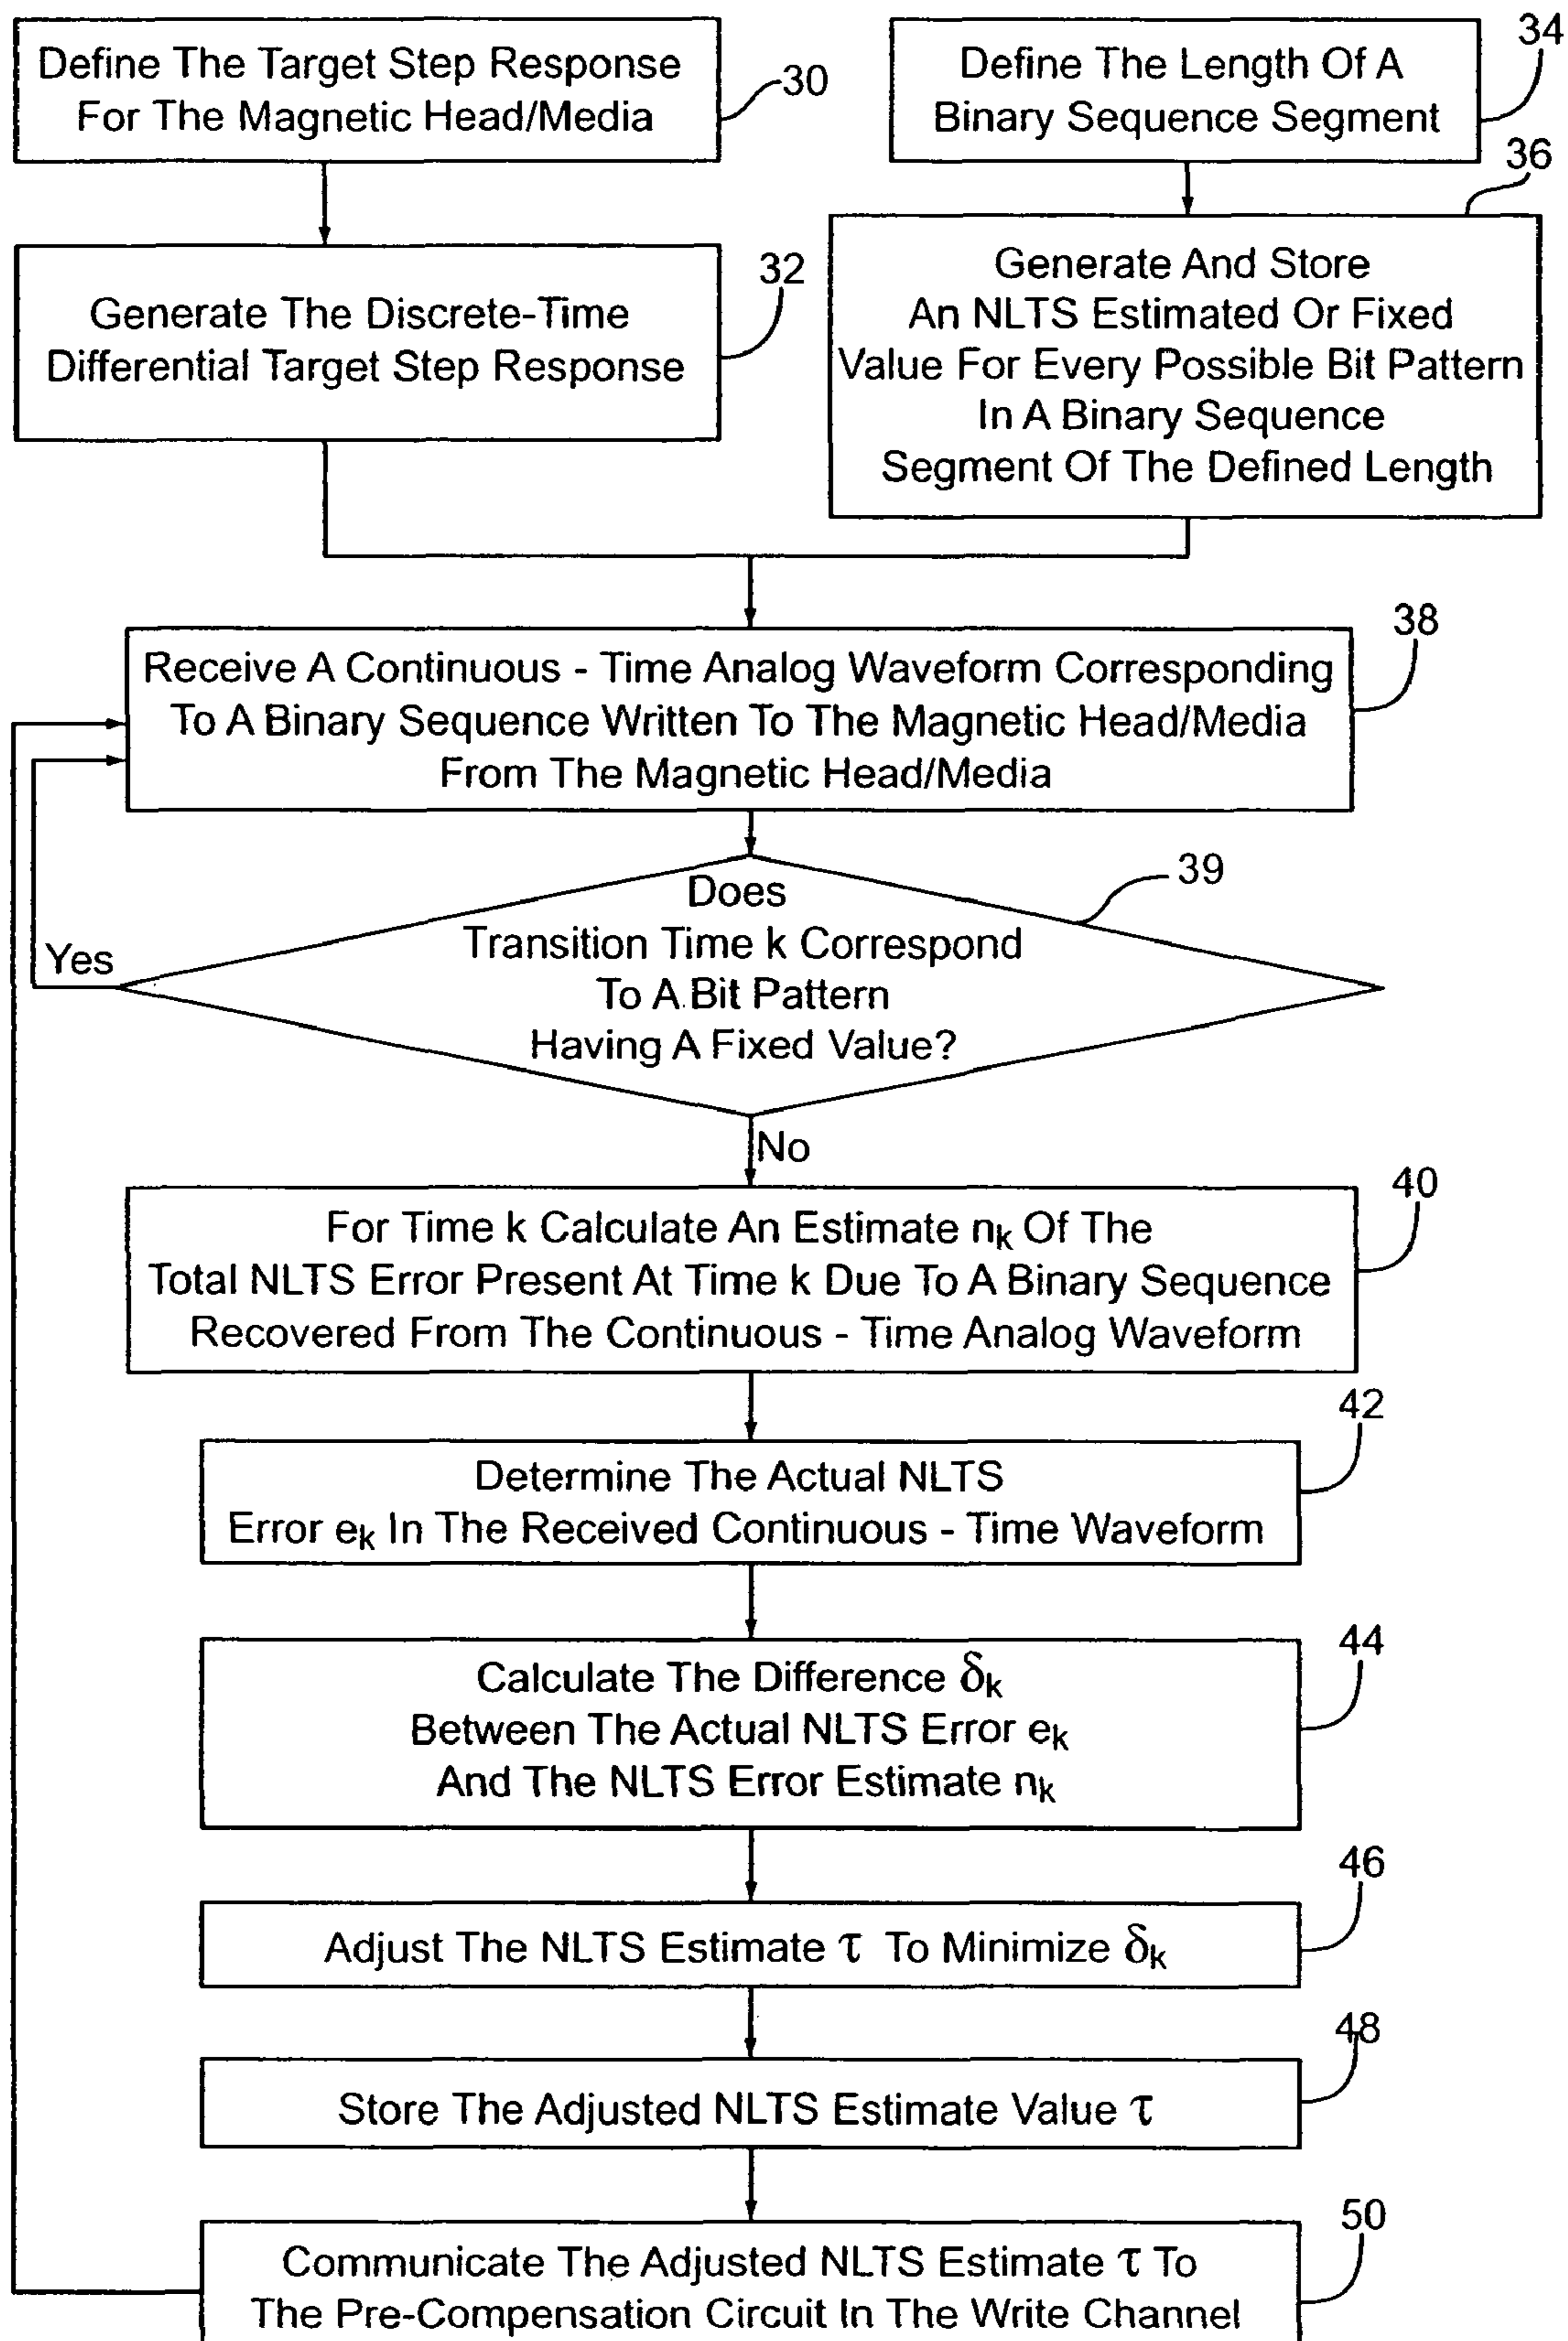 Define The Target Step Response
For The Magnetic Head/Media
30
Define The Length Of A
Binary Sequence Segment
34
Generate The Discrete-Time
Differential Target Step Response
32
36
Generate And Store
An NLTS Estimated Or Fixed
Value For Every Possible Bit Pattern
In A Binary Sequence
Segment Of The Defined Length
38
Receive A Continuous - Time Analog Waveform Corresponding
To A Binary Sequence Written To The Magnetic Head/Media
From The Magnetic Head/Media
39
Does
Transition Time k Correspond
To A Bit Pattern
Having A Fixed Value?
Yes
No
40
For Time k Calculate An Estimate nk Of The
Total NLTS Error Present At Time k Due To A Binary Sequence
Recovered From The Continuous - Time Analog Waveform
42
Determine The Actual NLTS
Error ek In The Received Continuous - Time Waveform
44
Calculate The Difference δk
Between The Actual NLTS Error ek
And The NLTS Error Estimate nk
46
Adjust The NLTS Estimate τ To Minimize δk
48
Store The Adjusted NLTS Estimate Value τ
50
Communicate The Adjusted NLTS Estimate τ To
The Pre-Compensation Circuit In The Write Channel